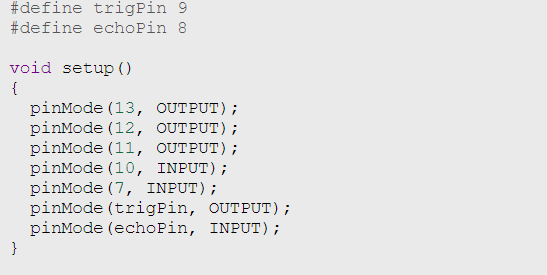 #define trigPin 9
#define echoPin 8
void setup()
{
pinMode(13, OUTPUT);
pinMode(12, OUTPUT);
pinMode(11, OUTPUT);
pinMode(10, INPUT);
pinMode(7, INPUT);
pinMode(trigPin, OUTPUT);
pinMode(echoPin, INPUT);
}